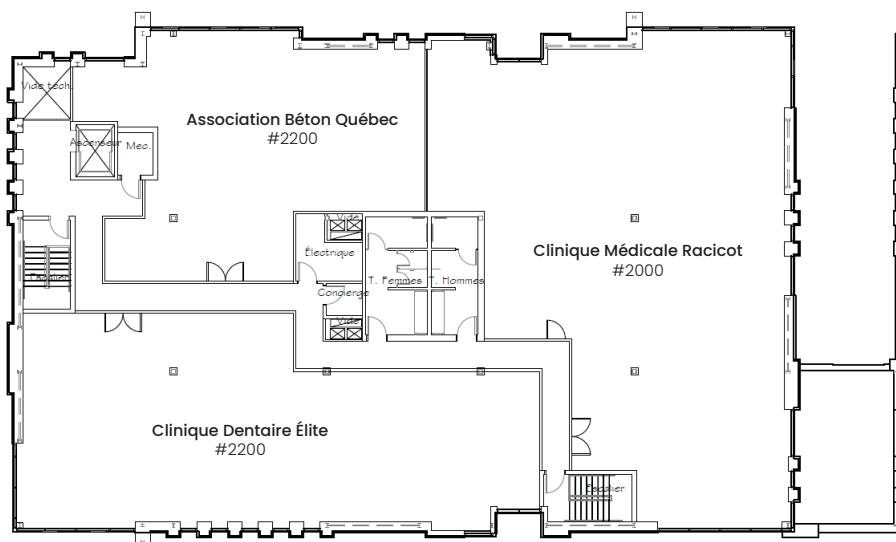 Vide tech.
Association Béton Québec
#2200
Ascenseur
Mec.
Vide
Électrique
Clinique Médicale Racicot
#2000
Escalier
T. Femmes
T. Hommes
Concierge
Vide
Clinique Dentaire Élite
#2200
Escalier